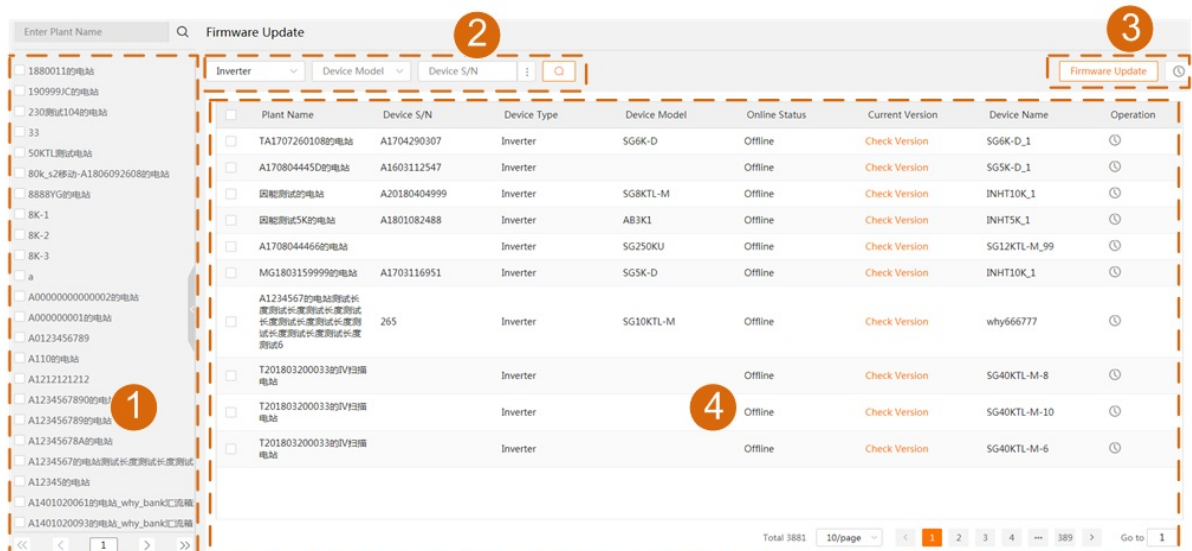 Enter Plant Name
Firmware Update
2
3
1880011的电站
190999JC的电站
230测试104的电站
33
50KTL测试电站
80k_s2移动-A1806092608的电站
8888YG的电站
8K-1
8K-2
8K-3
a
A00000000000002的电站
A000000001的电站
A0123456789
A110的电站
A1212121212
A1234567890的电
A123456789的电站
A12345678A的电站
A1234567的电站测试长度测试长度测试
A12345的电站
A1401020061的电站_why_bank汇流箱
A1401020093的电站_why_bank汇流箱
1
1
Inverter Device Model Device S/N
Firmware Update
Plant Name Device S/N Device Type Device Model Online Status Current Version Device Name Operation
TA1707260108的电站 A1704290307 Inverter SG6K-D Offline Check Version SG6K-D_1
A170804445D的电站 A1603112547 Inverter Offline Check Version SG5K-D_1
因能测试的电站 A20180404999 Inverter SG8KTL-M Offline Check Version INHT10K_1
因能测试5K的电站 A1801082488 Inverter AB3K1 Offline Check Version INHT5K_1
A1708044466的电站 Inverter SG250KU Offline Check Version SG12KTL-M_99
MG1803159999的电站 A1703116951 Inverter SG5K-D Offline Check Version INHT10K_1
A1234567的电站测试长
度测试长度测试长度测试
长度测试长度测试长度测
试长度测试长度测试长度
测试6
265 Inverter SG10KTL-M Offline Check Version why666777
T201803200033的IV扫描
电站
Inverter Offline Check Version SG40KTL-M-8
T201803200033的IV扫描
电站
Inverter 4 Offline Check Version SG40KTL-M-10
T201803200033的IV扫描
电站
Inverter Offline Check Version SG40KTL-M-6
Total 3881 10/page < 1 2 3 4 ••• 389 > Go to 1